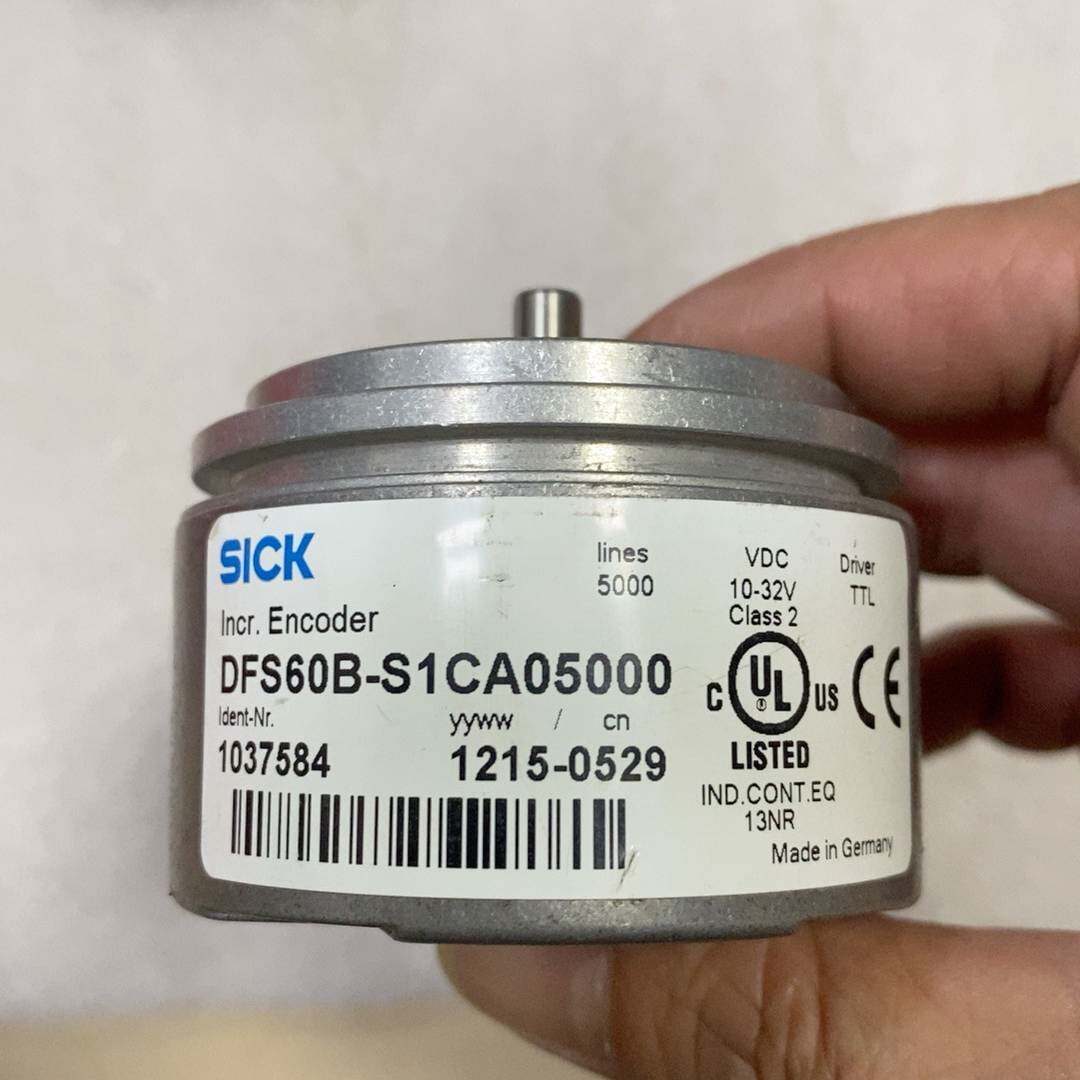 SICK
Incr. Encoder
DFS60B-S1CA05000
Ident-Nr.
yyww / cn
1037584
1215-0529
lines
5000
VDC
10-32V
Class 2
Driver
TTL
C UL US CE
LISTED
IND.CONT.EQ
13NR
Made in Germany